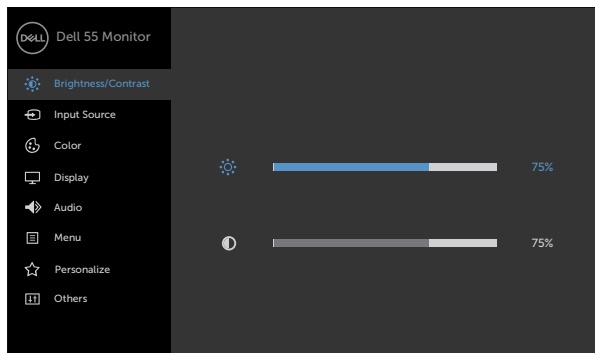 DELL Dell 55 Monitor
Brightness/Contrast
Input Source
Color
Display
Audio
Menu
Personalize
Others
75%
75%